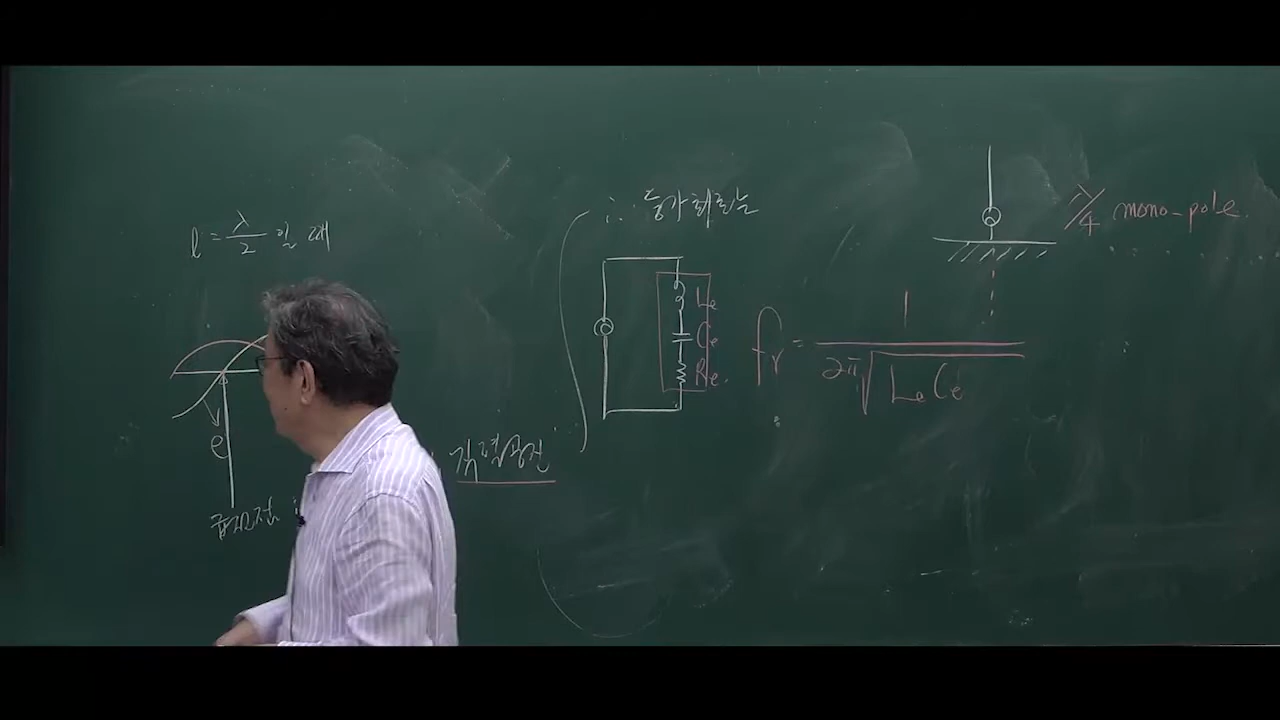 l = λ/2 일 때
e
급전점
직렬공진
∴ 등가회로는
Le
Ce
Re.
fr = 1 / 2π√LeCe
λ/4 mono-pole.